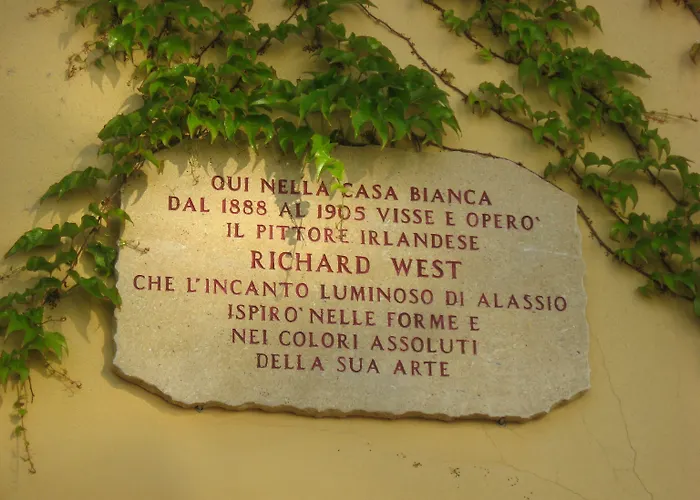 QUI NELLA CASA BIANCA
DAL 1888 AL 1905 VISSE E OPERO'
IL PITTORE IRLANDESE
RICHARD WEST
CHE L'INCANTO LUMINOSO DI ALASSIO
ISPIRO' NELLE FORME E
NEI COLORI ASSOLUTI
DELLA SUA ARTE